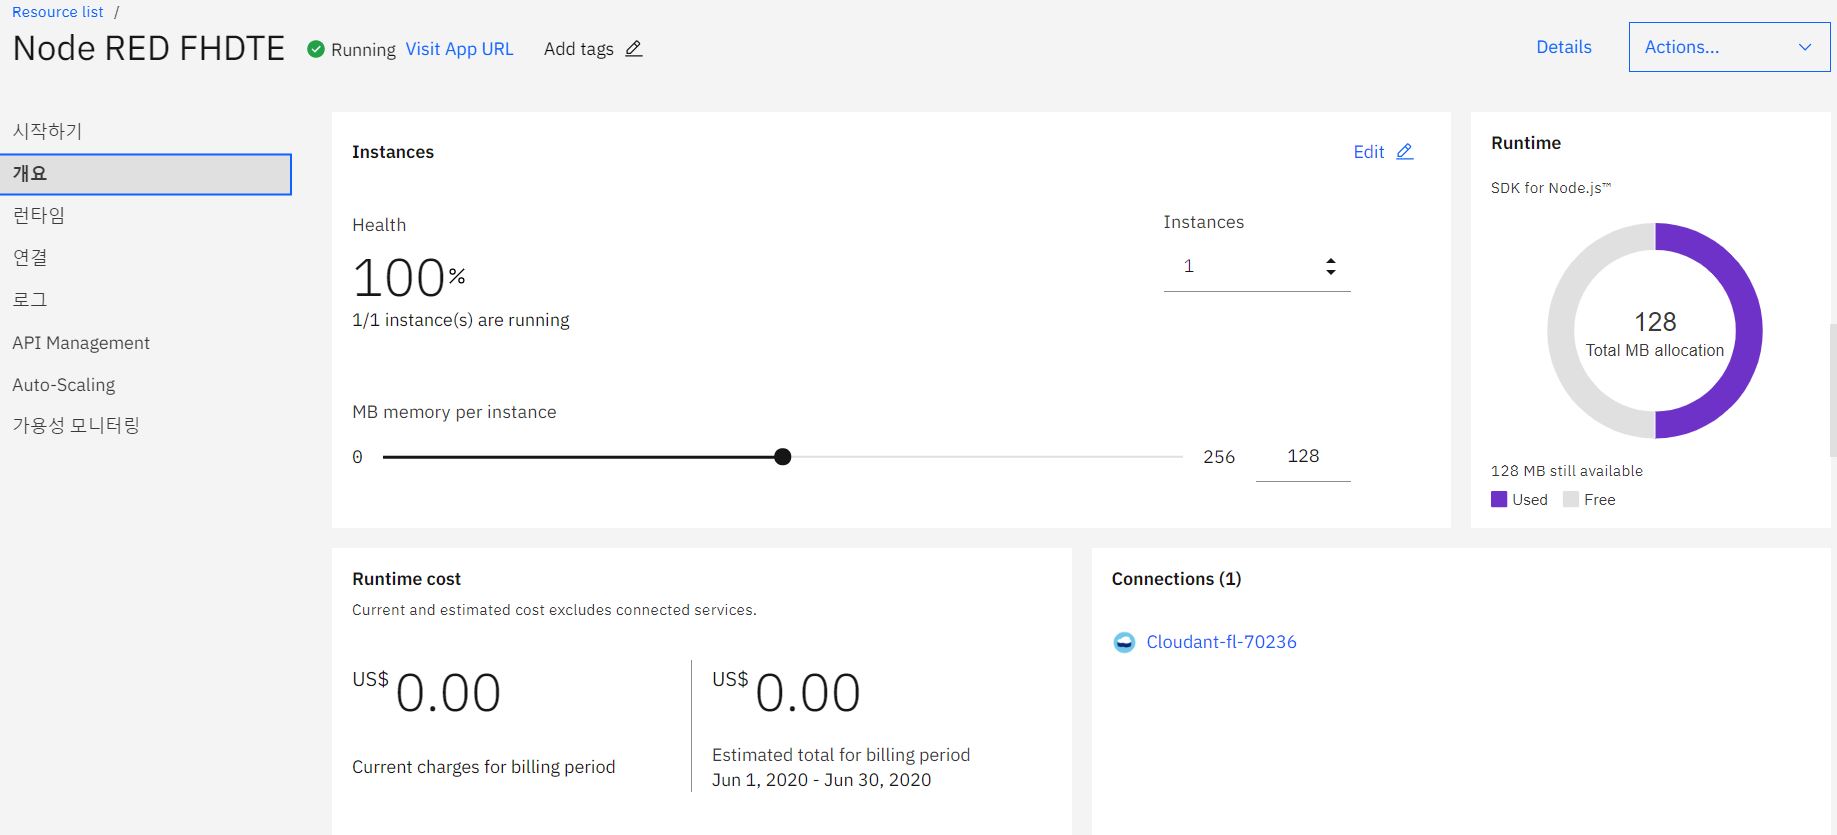 Resource list /
Node RED FHDTE Running Visit App URL Add tags
Details Actions...
시작하기
개요
런타임
연결
로그
API Management
Auto-Scaling
가용성 모니터링
Instances Edit
Health
100%
1/1 instance(s) are running
Instances
1
MB memory per instance
0 256 128
Runtime
SDK for Node.js™
128
Total MB allocation
128 MB still available
Used Free
Runtime cost
Current and estimated cost excludes connected services.
US$ 0.00
Current charges for billing period
US$ 0.00
Estimated total for billing period
Jun 1, 2020 - Jun 30, 2020
Connections (1)
Cloudant-fl-70236